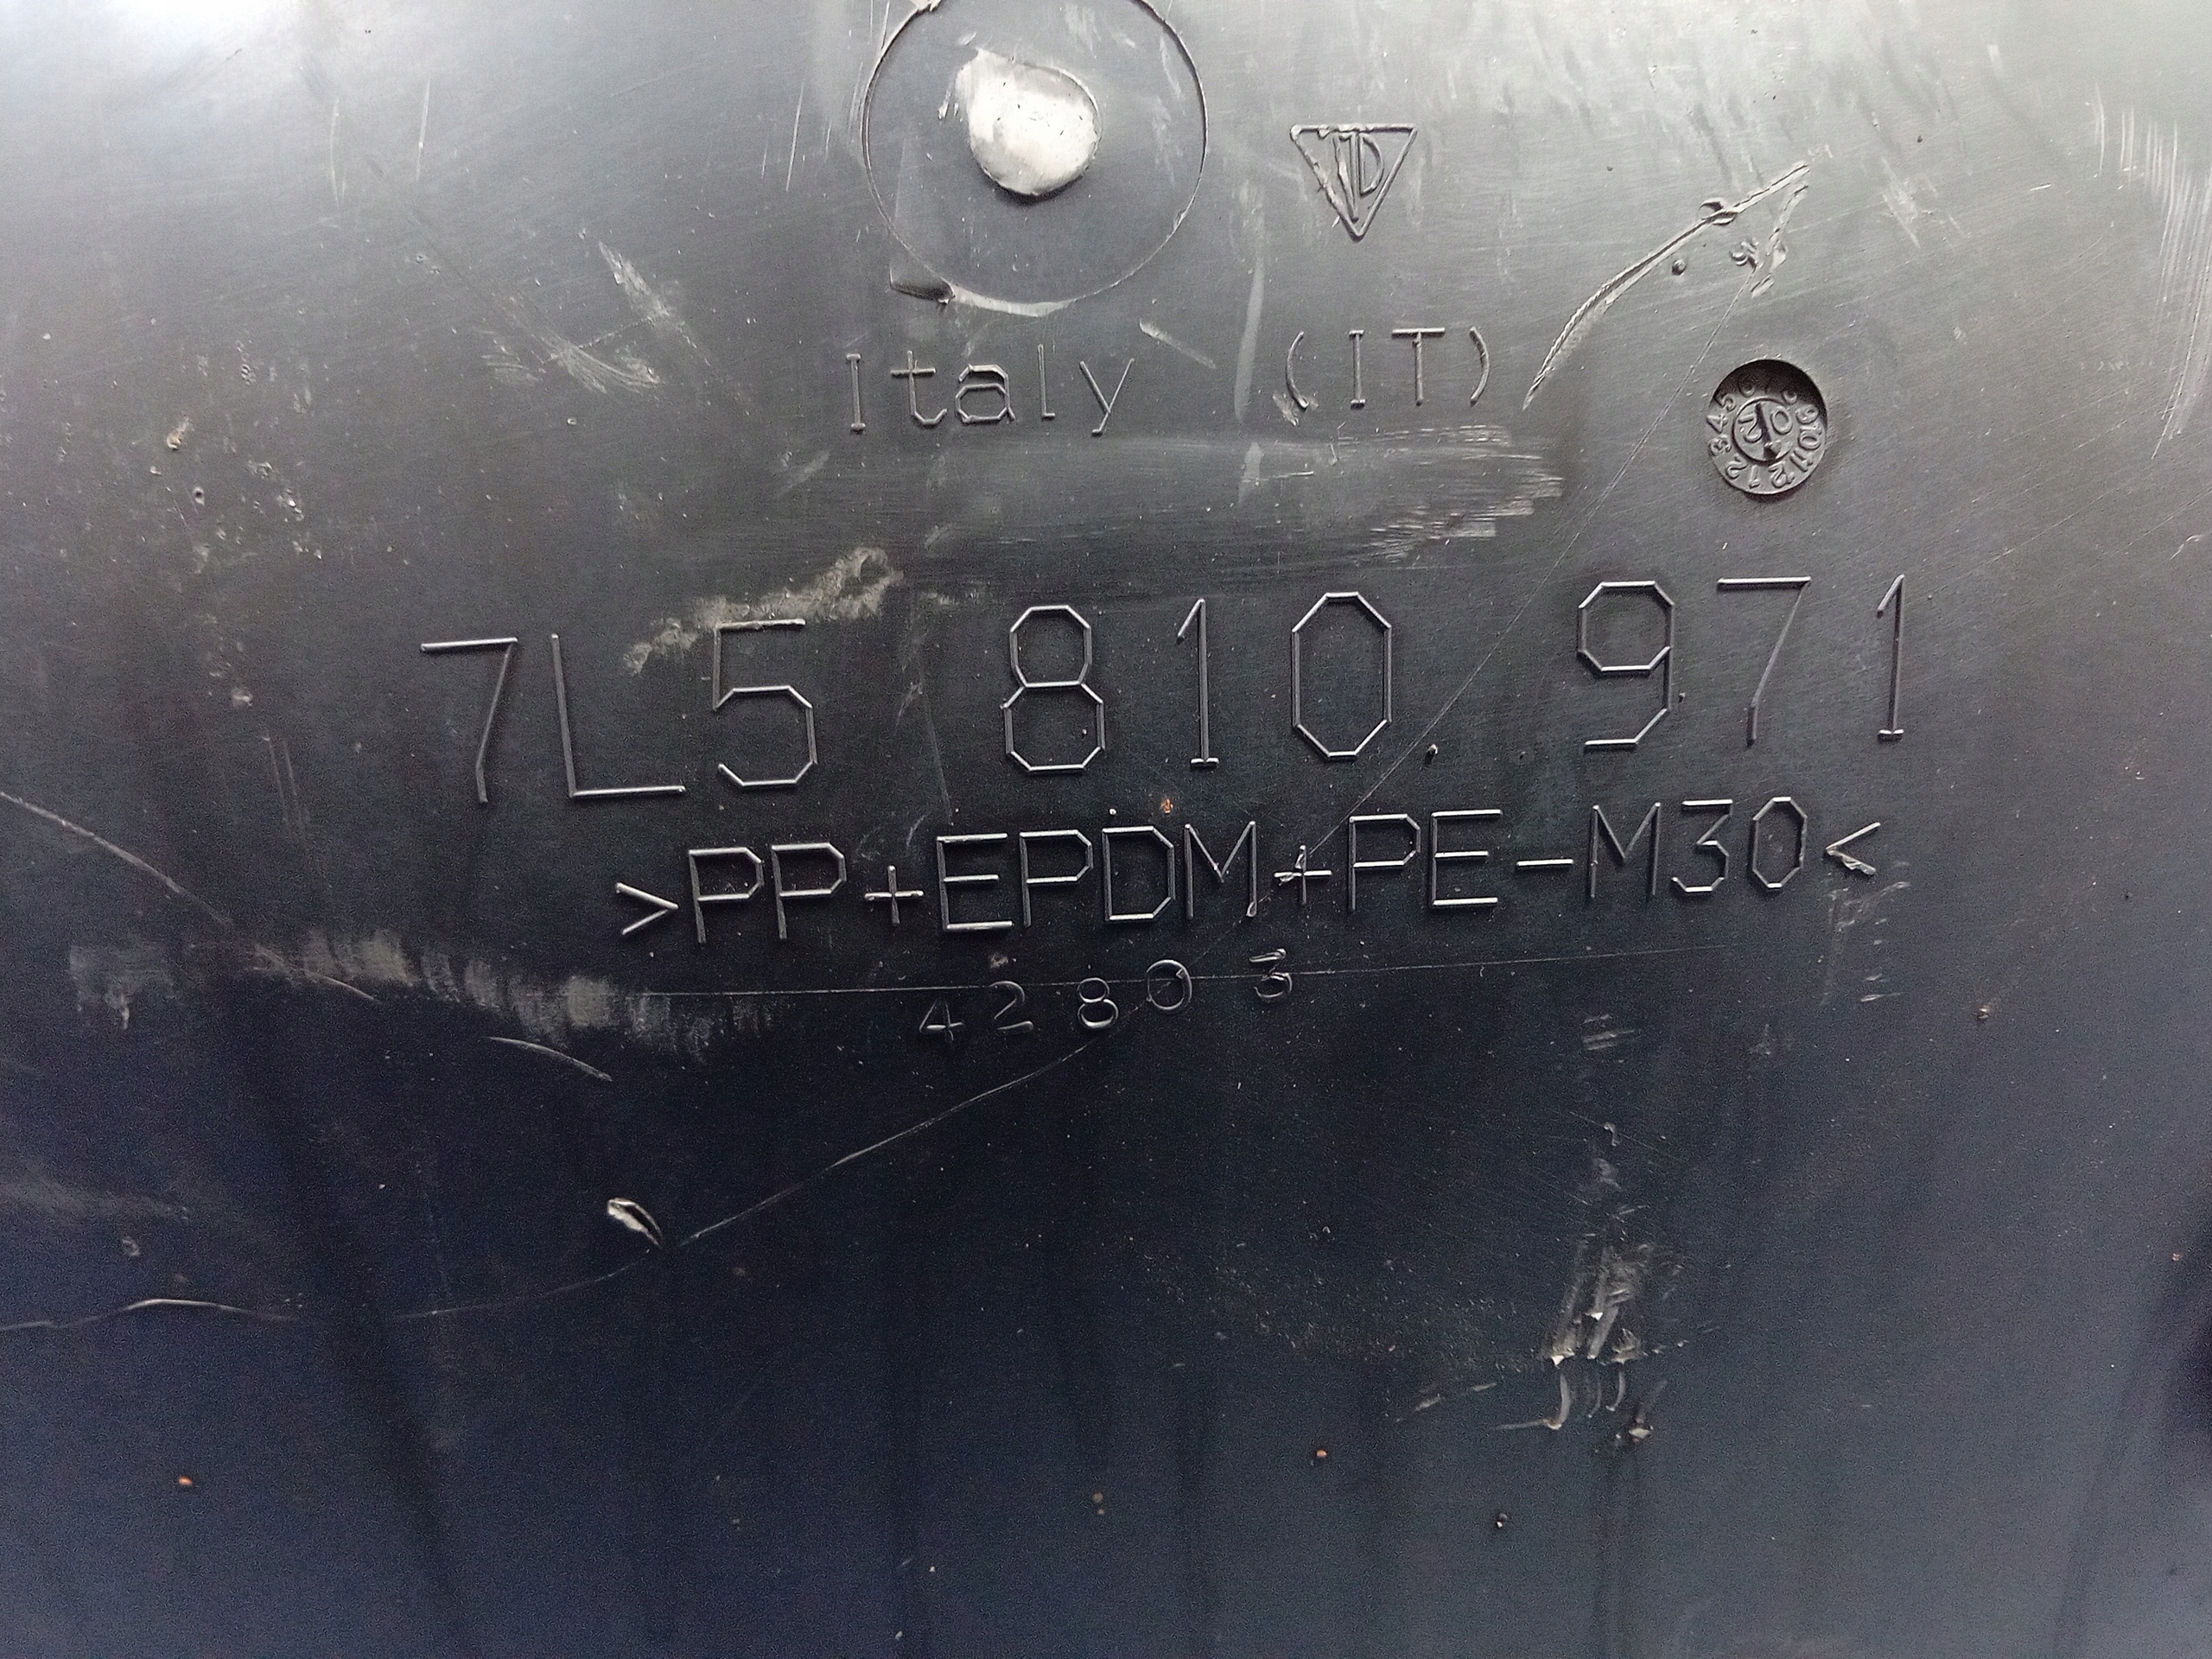 Italy (IT)
7L5 810 971
>PP+EPDM+PE-M30<
42803